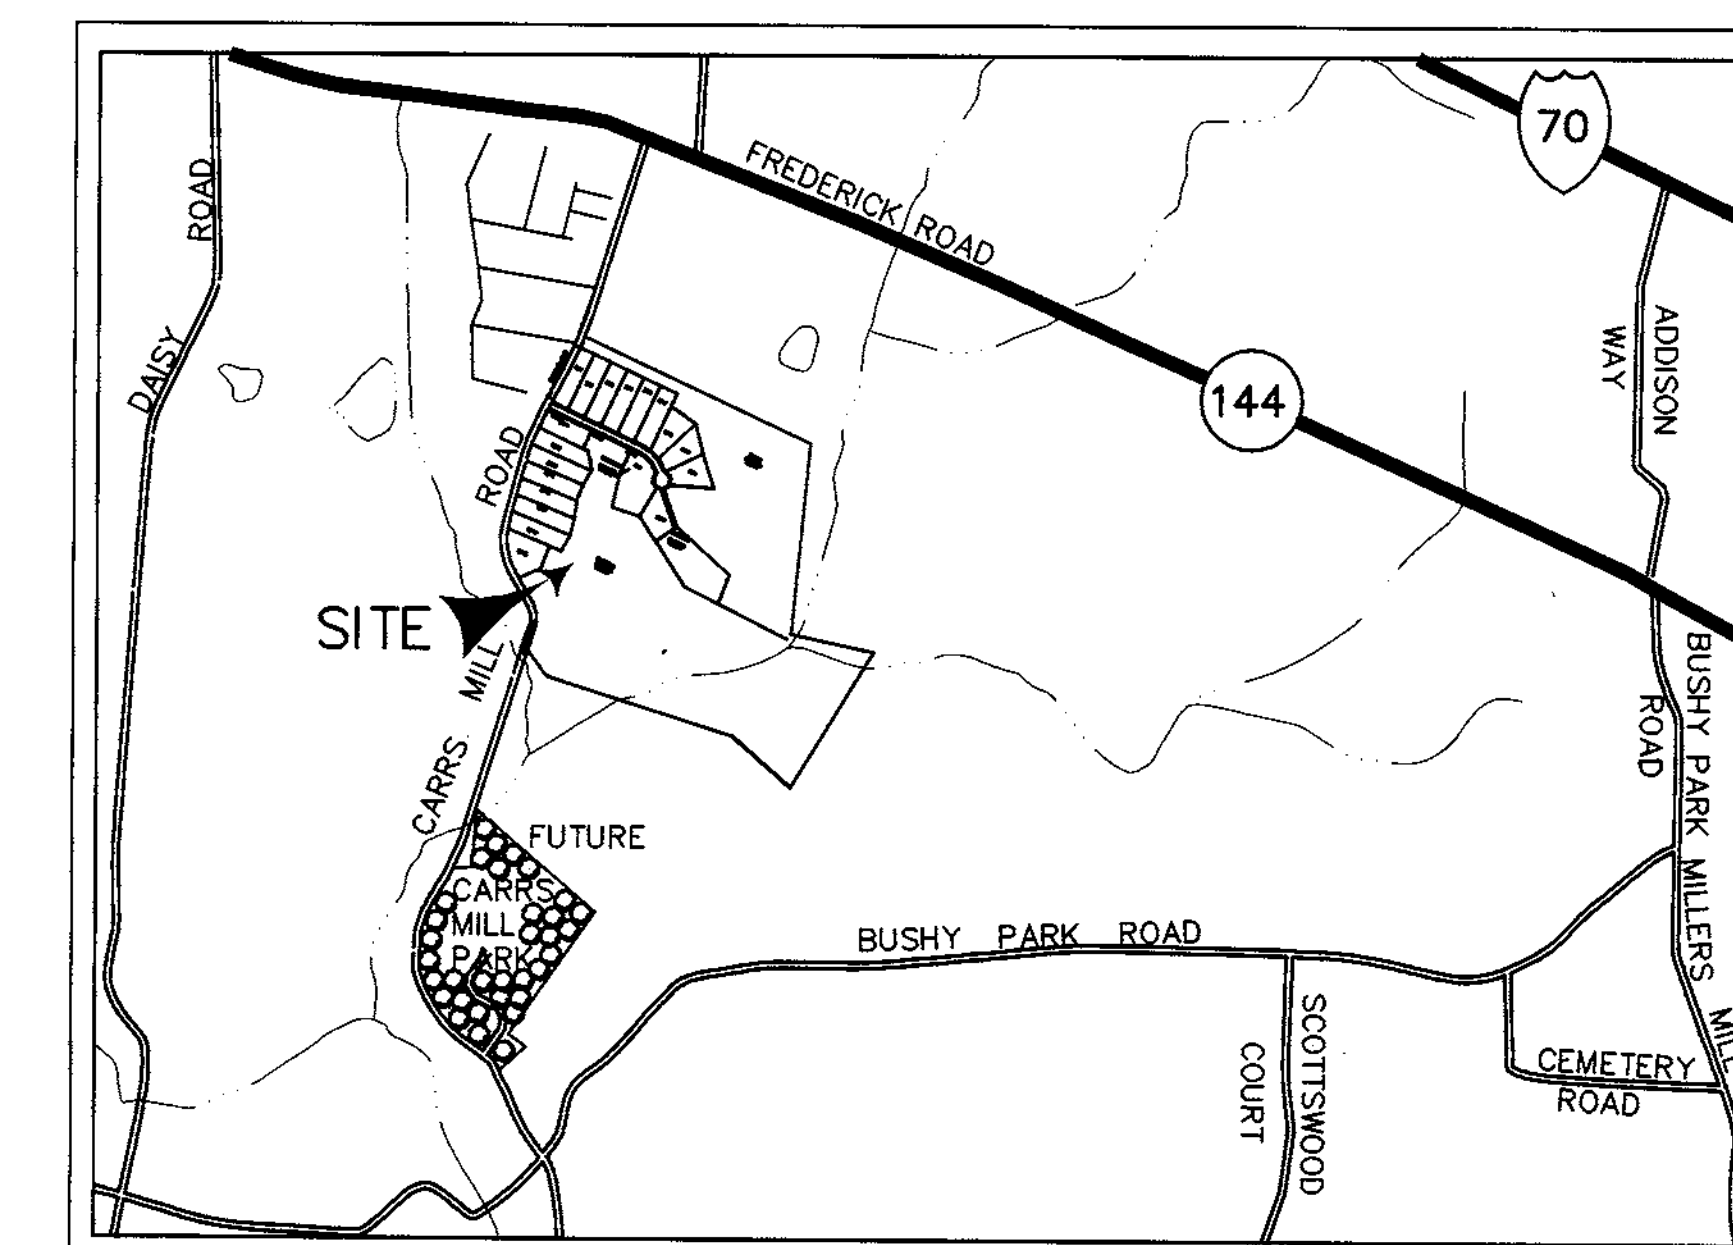 70
FREDERICK ROAD
DAISY ROAD
ADDISON
WAY
144
SITE
CARRS MILL ROAD
BUSHY PARK
ROAD
MILLERS MILL
FUTURE
CARRS
MILL
PARK
BUSHY PARK ROAD
SCOTTSWOOD
COURT
CEMETERY
ROAD